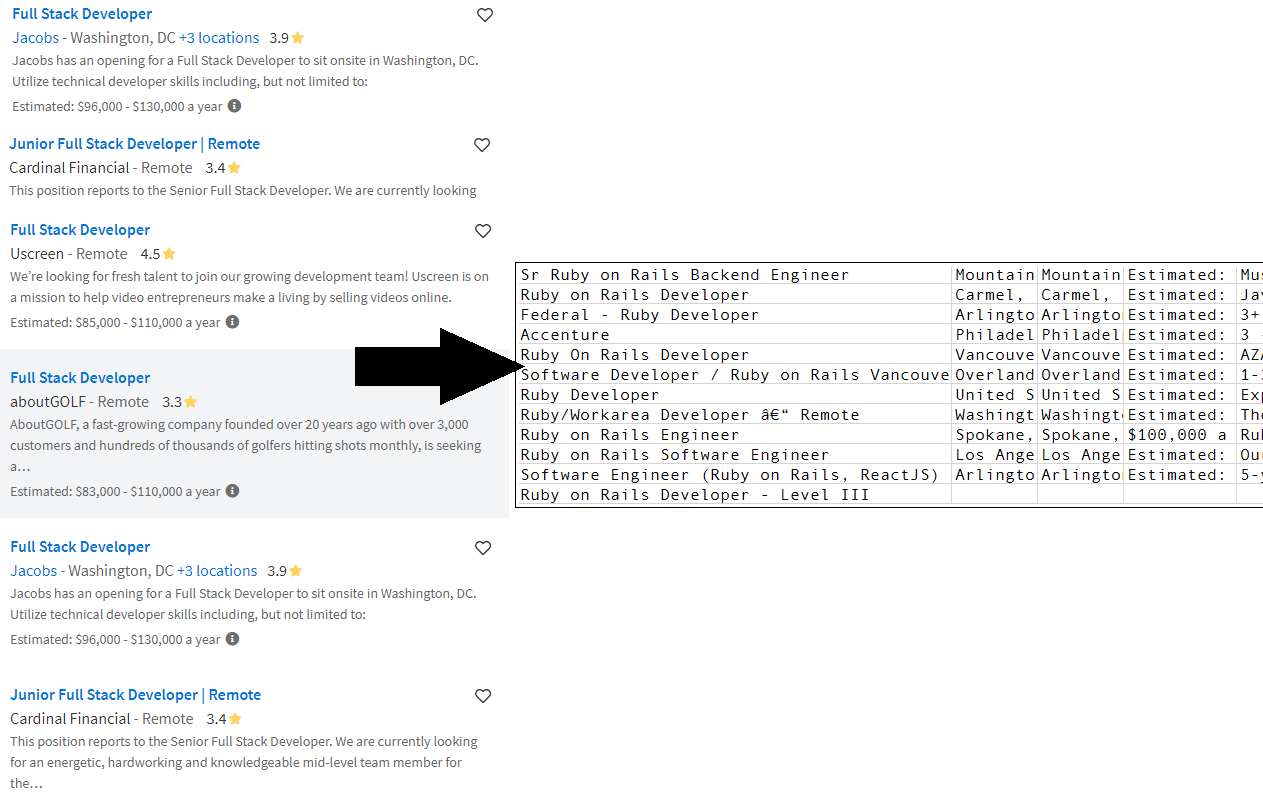 Full Stack Developer
Jacobs - Washington, DC +3 locations 3.9
Jacobs has an opening for a Full Stack Developer to sit onsite in Washington, DC.
Utilize technical developer skills including, but not limited to:
Estimated: $96,000 - $130,000 a year
Junior Full Stack Developer | Remote
Cardinal Financial - Remote 3.4
This position reports to the Senior Full Stack Developer. We are currently looking
Full Stack Developer
Uscreen - Remote 4.5
We’re looking for fresh talent to join our growing development team! Uscreen is on
a mission to help video entrepreneurs make a living by selling videos online.
Estimated: $85,000 - $110,000 a year
Full Stack Developer
aboutGOLF - Remote 3.3
AboutGOLF, a fast-growing company founded over 20 years ago with over 3,000
customers and hundreds of thousands of golfers hitting shots monthly, is seeking
a…
Estimated: $83,000 - $110,000 a year
Full Stack Developer
Jacobs - Washington, DC +3 locations 3.9
Jacobs has an opening for a Full Stack Developer to sit onsite in Washington, DC.
Utilize technical developer skills including, but not limited to:
Estimated: $96,000 - $130,000 a year
Junior Full Stack Developer | Remote
Cardinal Financial - Remote 3.4
This position reports to the Senior Full Stack Developer. We are currently looking
for an energetic, hardworking and knowledgeable mid-level team member for
the…
Sr Ruby on Rails Backend Engineer Mountain Mountain Estimated: Mus
Ruby on Rails Developer Carmel, Carmel, Estimated: Jav
Federal - Ruby Developer Arlingto Arlingto Estimated: 3+
Accenture Philadel Philadel Estimated: 3
Ruby On Rails Developer Vancouve Vancouve Estimated: AZA
Software Developer / Ruby on Rails Vancouve Overland Overland Estimated: 1-3
Ruby Developer United S United S Estimated: Exp
Ruby/Workarea Developer â€“ Remote Washingt Washingt Estimated: The
Ruby on Rails Engineer Spokane, Spokane, $100,000 a Rub
Ruby on Rails Software Engineer Los Ange Los Ange Estimated: Our
Software Engineer (Ruby on Rails, ReactJS) Arlingto Arlingto Estimated: 5-y
Ruby on Rails Developer - Level III